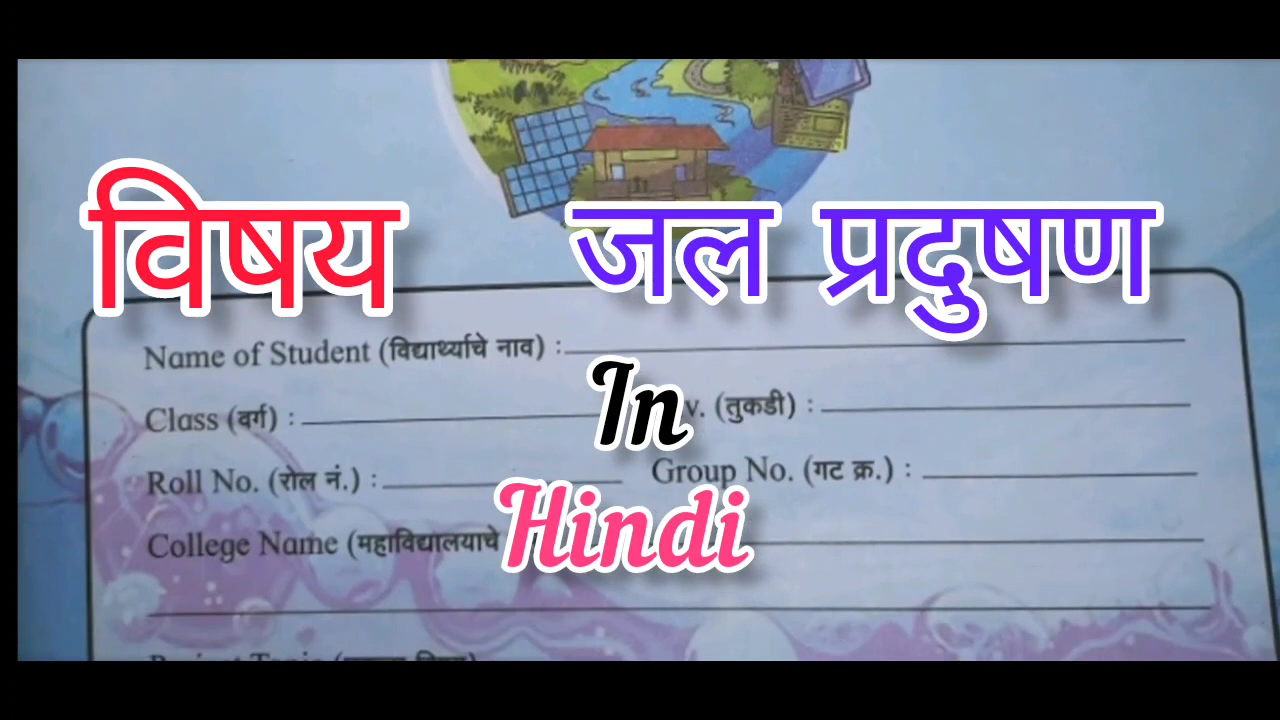 विषय जल प्रदुषण
Name of Student (विद्यार्थ्याचे नाव) :
In
Class (वर्ग) : v. (तुकडी) :
Roll No. (रोल नं.) : Group No. (गट क्र.) :
Hindi
College Name (महाविद्यालयाचे